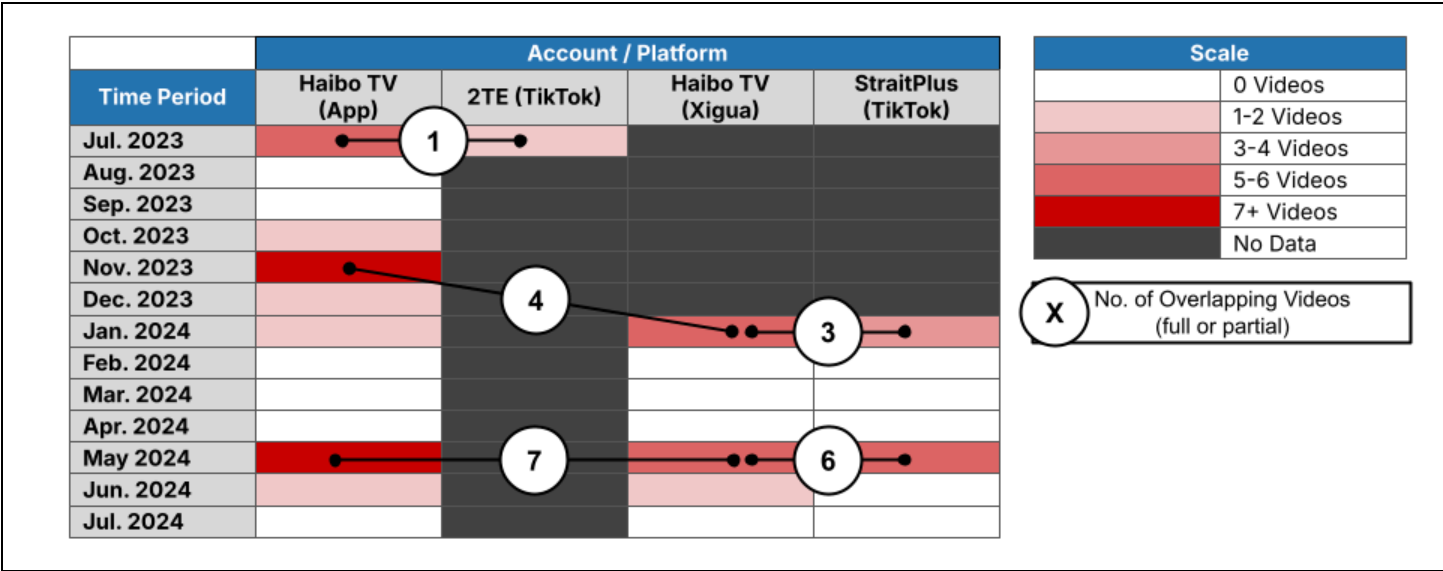 Account / Platform
Time Period
Haibo TV
(App)
2TE (TikTok)
Haibo TV
(Xigua)
StraitPlus
(TikTok)
Jul. 2023
1
Aug. 2023
Sep. 2023
Oct. 2023
Nov. 2023
Dec. 2023
4
Jan. 2024
3
Feb. 2024
Mar. 2024
Apr. 2024
May 2024
7
6
Jun. 2024
Jul. 2024
Scale
0 Videos
1-2 Videos
3-4 Videos
5-6 Videos
7+ Videos
No Data
X
No. of Overlapping Videos
(full or partial)